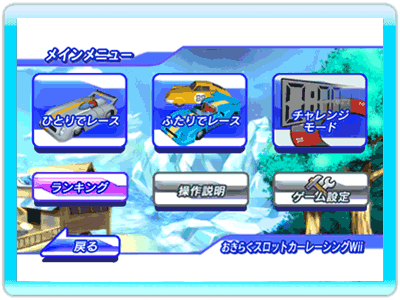 メインメニュー
ひとりでレース
ふたりでレース
チャレンジ
モード
ランキング
操作説明
ゲーム設定
戻る
おきらくスロットカーレーシングWii